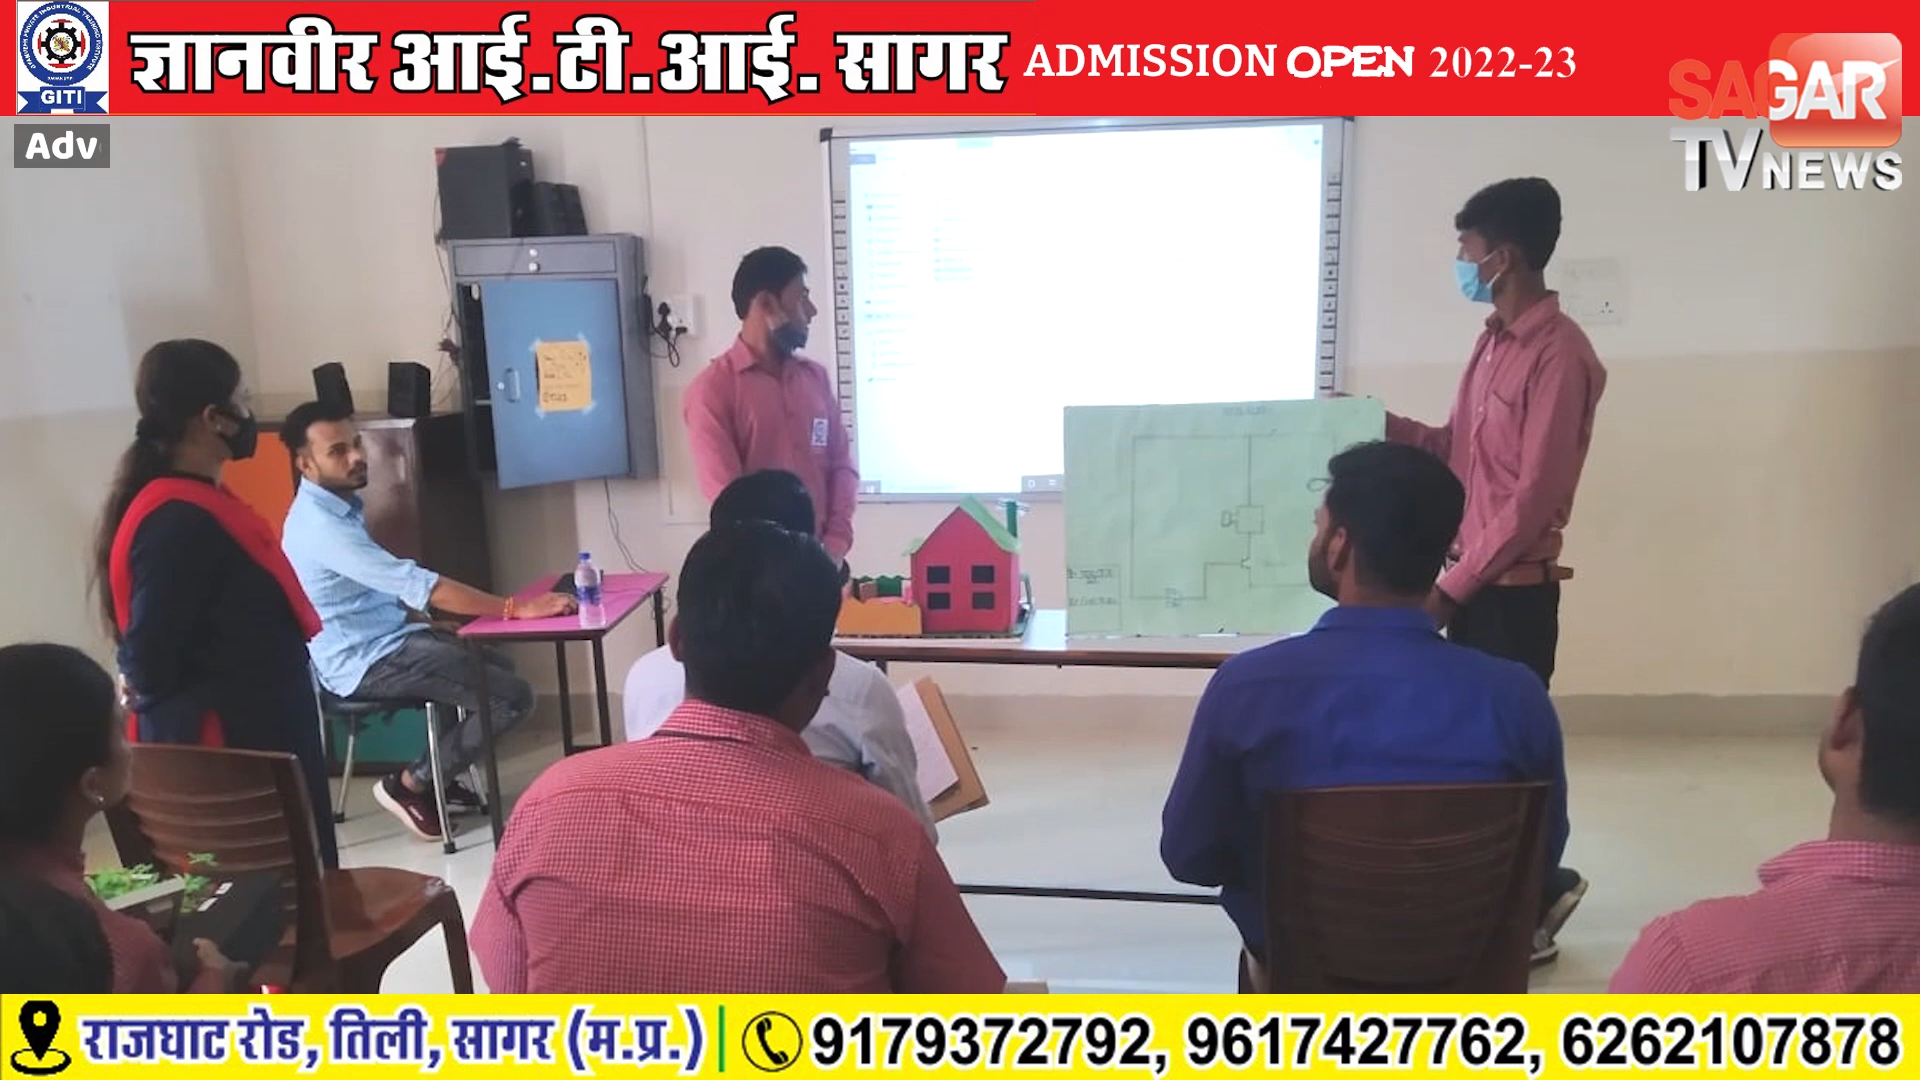 ज्ञानवीर आई.टी.आई. सागर ADMISSION OPEN 2022-23
GITI
SAGAR
TV NEWS
Adv
राजघाट रोड, तिली, सागर (म.प्र.) 9179372792, 9617427762, 6262107878